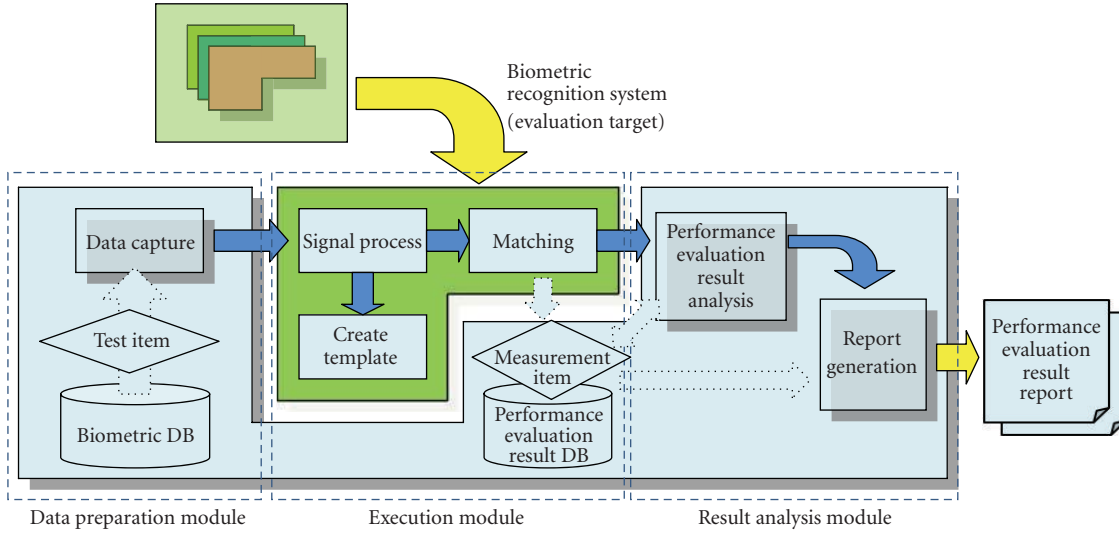 Biometric
recognition system
(evaluation target)
Data capture
Signal process
Matching
Performance
evaluation
result
analysis
Create
template
Test item
Measurement
item
Report
generation
Performance
evaluation
result
report
Biometric DB
Performance
evaluation
result DB
Data preparation module
Execution module
Result analysis module